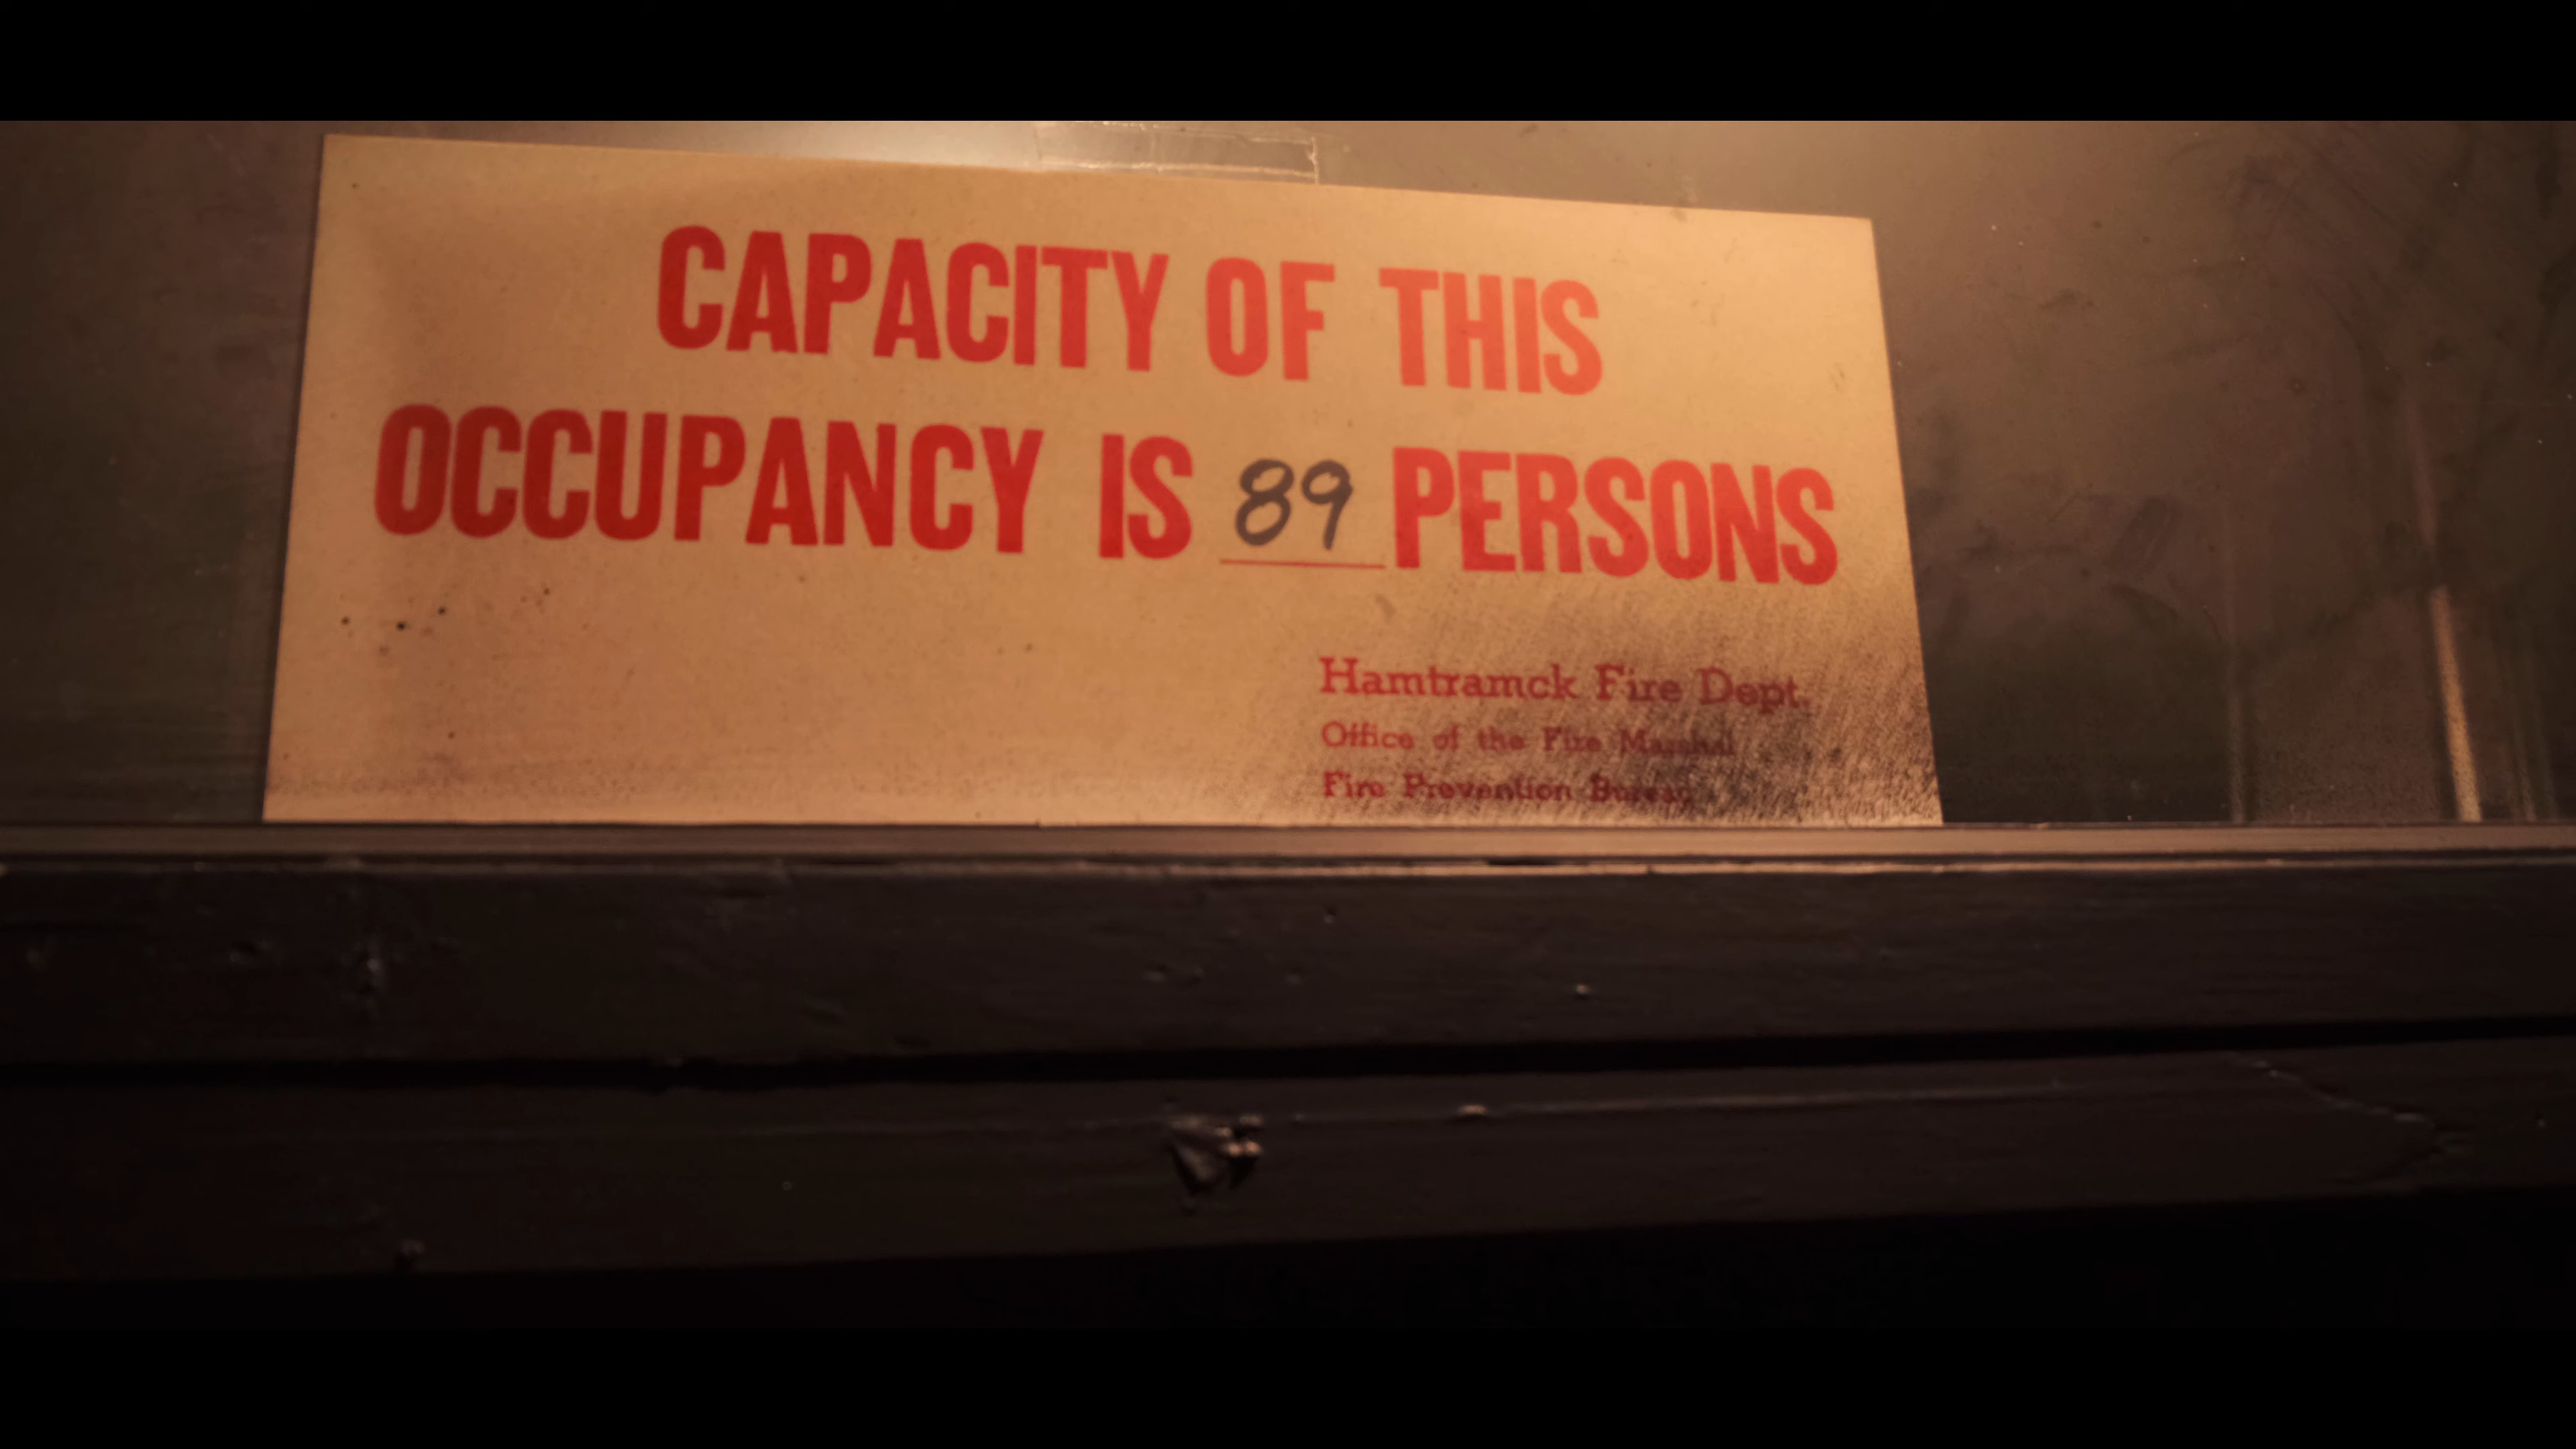 CAPACITY OF THIS
OCCUPANCY IS 89 PERSONS
Hamtramck Fire Dept.
Office of the Fire Marshal
Fire Prevention Bureau